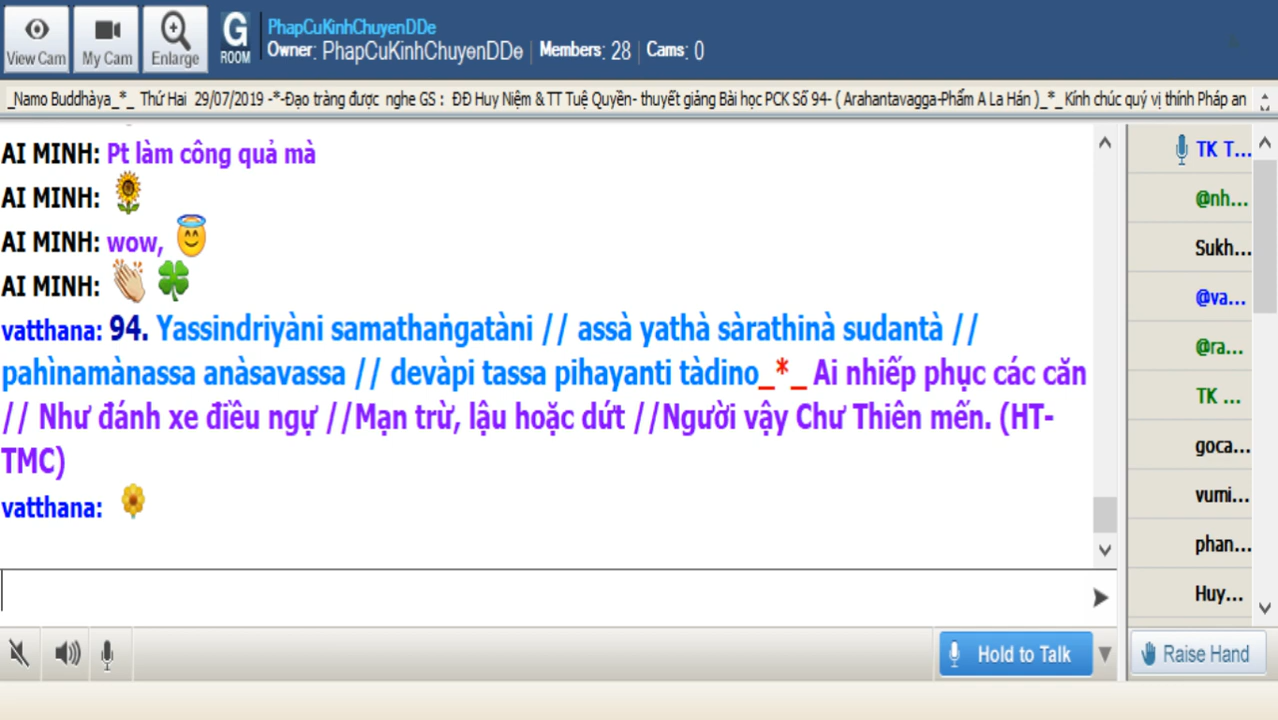 View Cam
My Cam
Enlarge
G
ROOM
PhapCuKinhChuyenDDe
Owner: PhapCuKinhChuyenDDe | Members: 28 | Cams: 0
_Namo Buddhàya_*_ Thứ Hai 29/07/2019 -*-Đạo tràng được nghe GS : ĐĐ Huy Niệm & TT Tuệ Quyền- thuyết giảng Bài học PCK Số 94- ( Arahantavagga-Phẩm A La Hán )_*_Kính chúc quý vị thính Pháp an
AI MINH: Pt làm công quả mà
AI MINH:
AI MINH: wow,
AI MINH:
vatthana: 94. Yassindriyàni samathaṅgatàni // assà yathà sàrathinà sudantà //
pahìnamànassa anàsavassa // devàpi tassa pihayanti tàdino_*_ Ai nhiếp phục các căn
// Như đánh xe điều ngự //Mạn trừ, lậu hoặc dứt //Người vậy Chư Thiên mến. (HT-
TMC)
vatthana:
TK T...
@nh...
Sukh...
@va...
@ra...
TK ...
goca...
vumi...
phan...
Huy...
Hold to Talk
Raise Hand